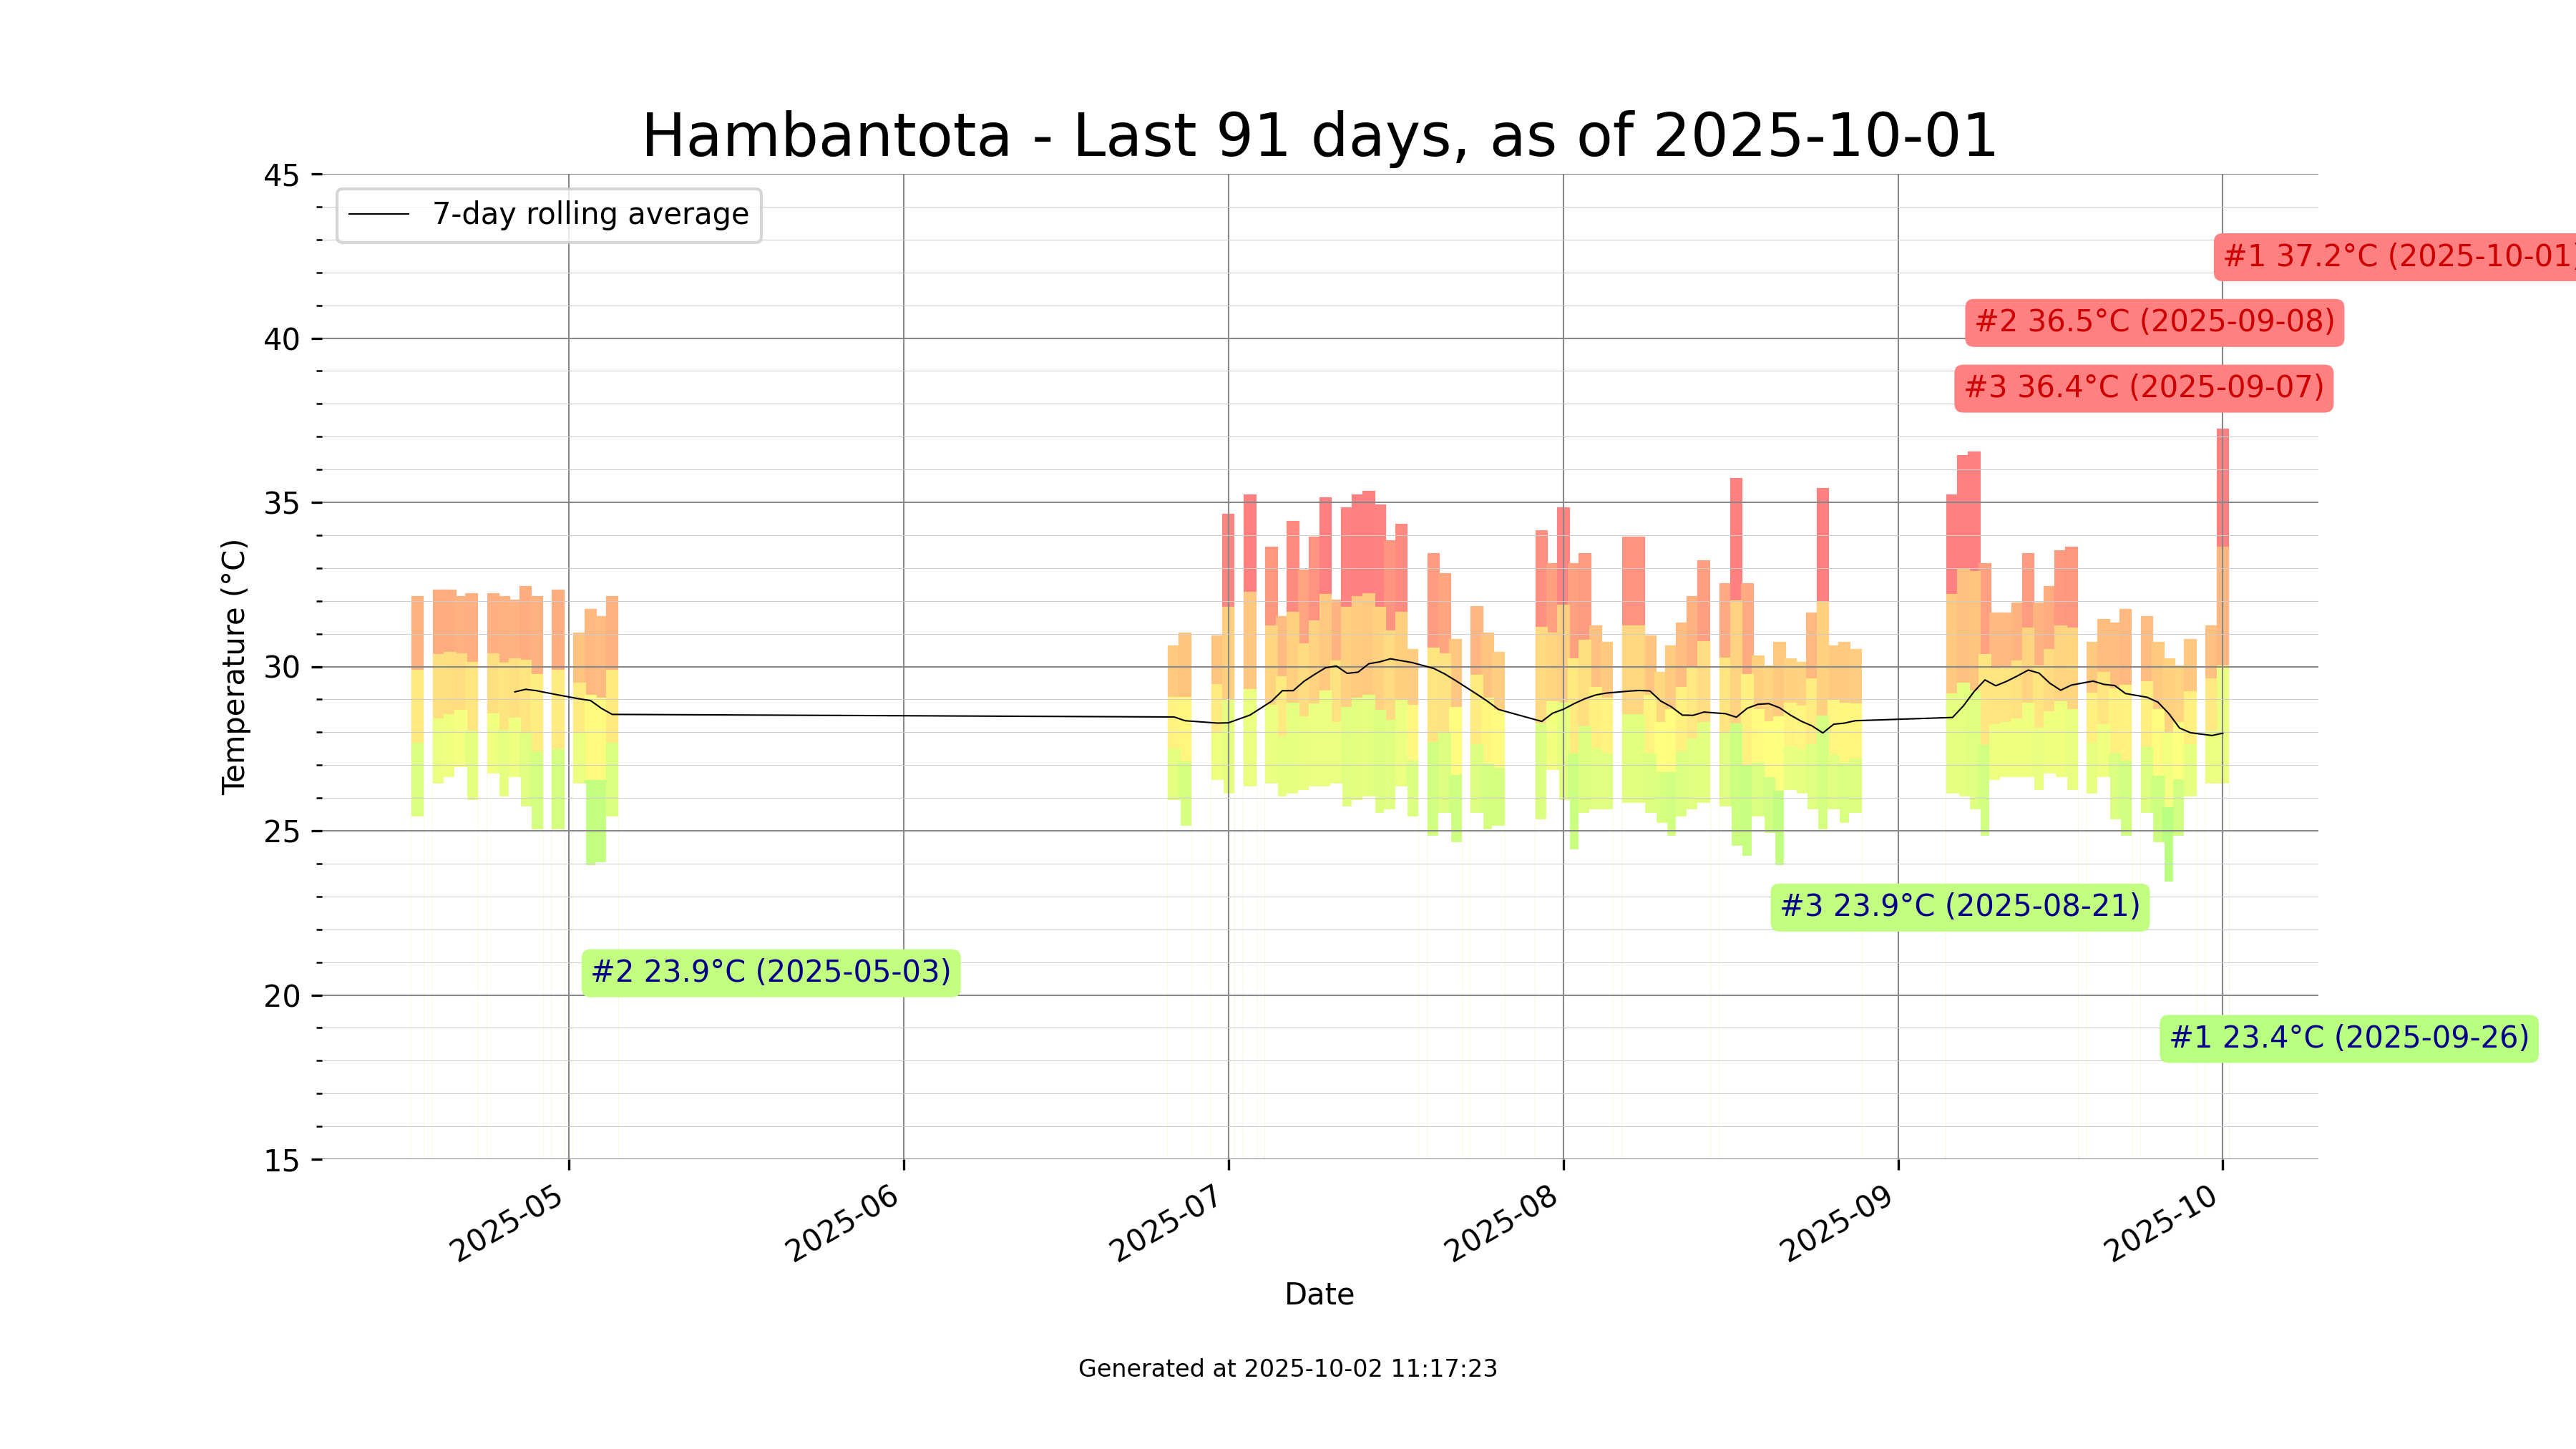 Hambantota - Last 91 days, as of 2025-10-01
45
7-day rolling average
#1 37.2°C (2025-10-01)
#2 36.5°C (2025-09-08)
40
#3 36.4°C (2025-09-07)
35
Temperature (°C)
30
25
#3 23.9°C (2025-08-21)
#2 23.9°C (2025-05-03)
20
#1 23.4°C (2025-09-26)
15
2025-05
2025-06
2025-07
2025-08
2025-09
2025-10
Date
Generated at 2025-10-02 11:17:23